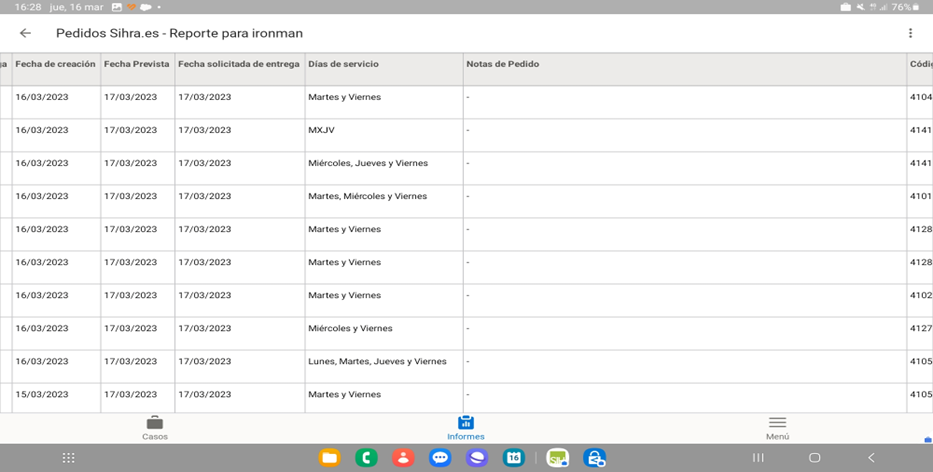 16:28 jue, 16 mar 76%
Pedidos Sihra.es - Reporte para ironman
ga Fecha de creación Fecha Prevista Fecha solicitada de entrega Días de servicio Notas de Pedido Códi
16/03/2023 17/03/2023 17/03/2023 Martes y Viernes - 4104
16/03/2023 17/03/2023 17/03/2023 MXJV - 4141
16/03/2023 17/03/2023 17/03/2023 Miércoles, Jueves y Viernes - 4141
16/03/2023 17/03/2023 17/03/2023 Martes, Miércoles y Viernes - 4101
16/03/2023 17/03/2023 17/03/2023 Martes y Viernes - 4128
16/03/2023 17/03/2023 17/03/2023 Martes y Viernes - 4128
16/03/2023 17/03/2023 17/03/2023 Martes y Viernes - 4102
16/03/2023 17/03/2023 17/03/2023 Miércoles y Viernes - 4127
16/03/2023 17/03/2023 17/03/2023 Lunes, Martes, Jueves y Viernes - 4105
15/03/2023 17/03/2023 17/03/2023 Martes y Viernes - 4105
Casos Informes Menú
16